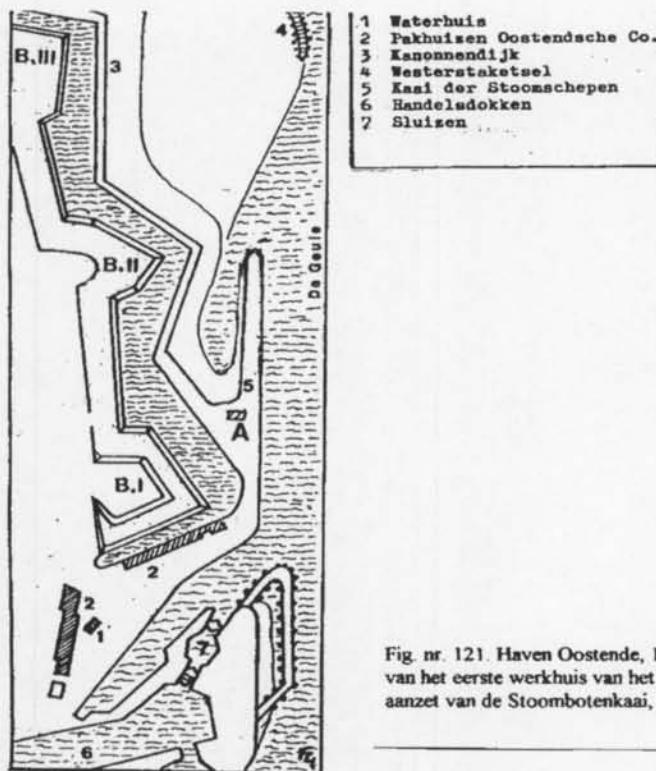 B.III
3
4
B.II
De Geule
5
A
B.I
2
2
1
7
6
1 Waterhuis
2 Pakhuizen Oostendsche Co.
3 Kanonnendijk
4 Westerstaketsel
5 Kaai der Stoomschepen
6 Handelsdokken
7 Sluizen
Fig. nr. 121. Haven Oostende, 1
van het eerste werkhuis van het
aanzet van de Stoombotenkaai,